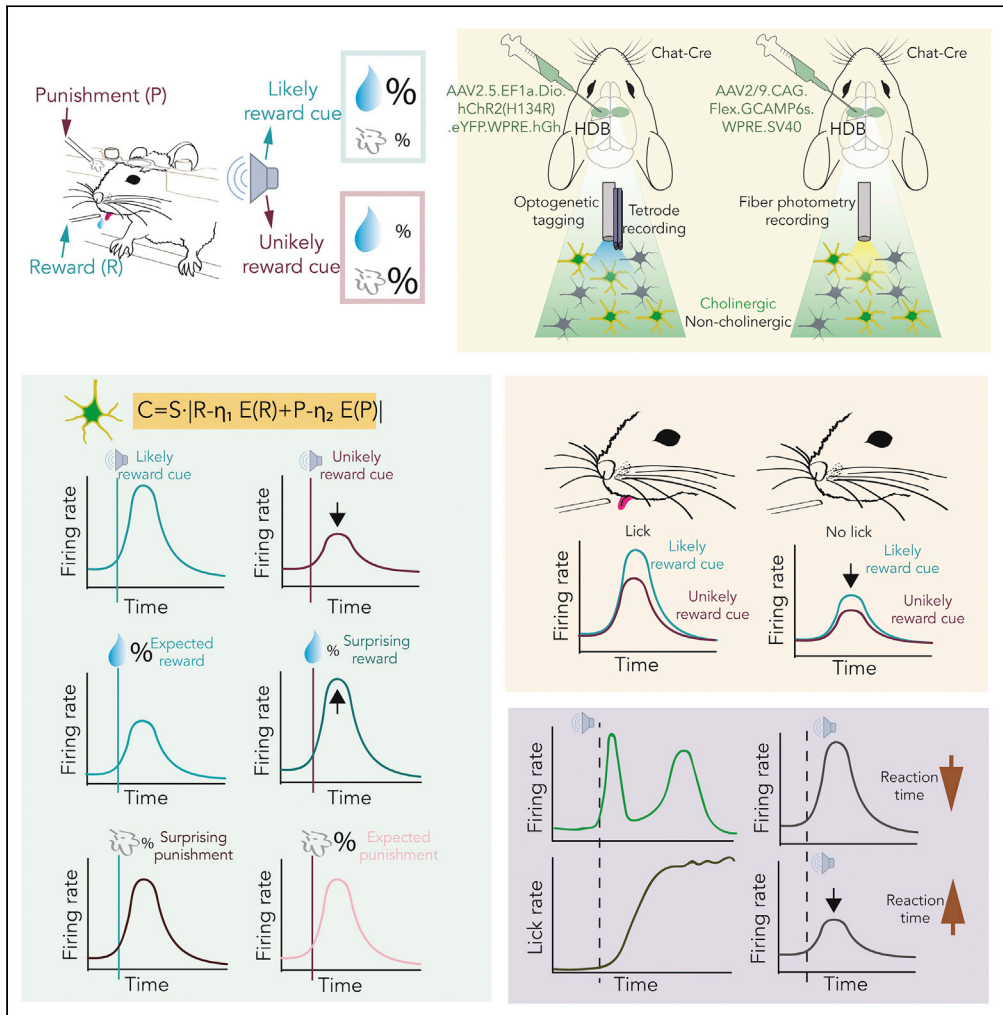 Punishment (P)
Reward (R)
Likely
reward cue
Unikely
reward cue
%
%
%
%
Chat-Cre
AAV2.5.EF1a.Dio.
hChR2(H134R)
.eYFP.WPRE.hGh
HDB
Optogenetic
tagging
Tetrode
recording
Chat-Cre
AAV2/9.CAG.
Flex.GCAMP6s.
WPRE.SV40
HDB
Fiber photometry
recording
Cholinergic
Non-cholinergic
C=S·|R-η₁ E(R)+P-η₂ E(P)|
Likely
reward cue
Firing rate
Time
Unikely
reward cue
Firing rate
Time
% Expected
reward
Firing rate
Time
% Surprising
reward
Firing rate
Time
% Surprising
punishment
Firing rate
Time
% Expected
punishment
Firing rate
Time
Lick
Likely
reward cue
Unikely
reward cue
Firing rate
Time
No lick
Likely
reward cue
Unikely
reward cue
Firing rate
Time
Firing rate
Lick rate
Time
Firing rate
Reaction
time
Firing rate
Reaction
time
Time